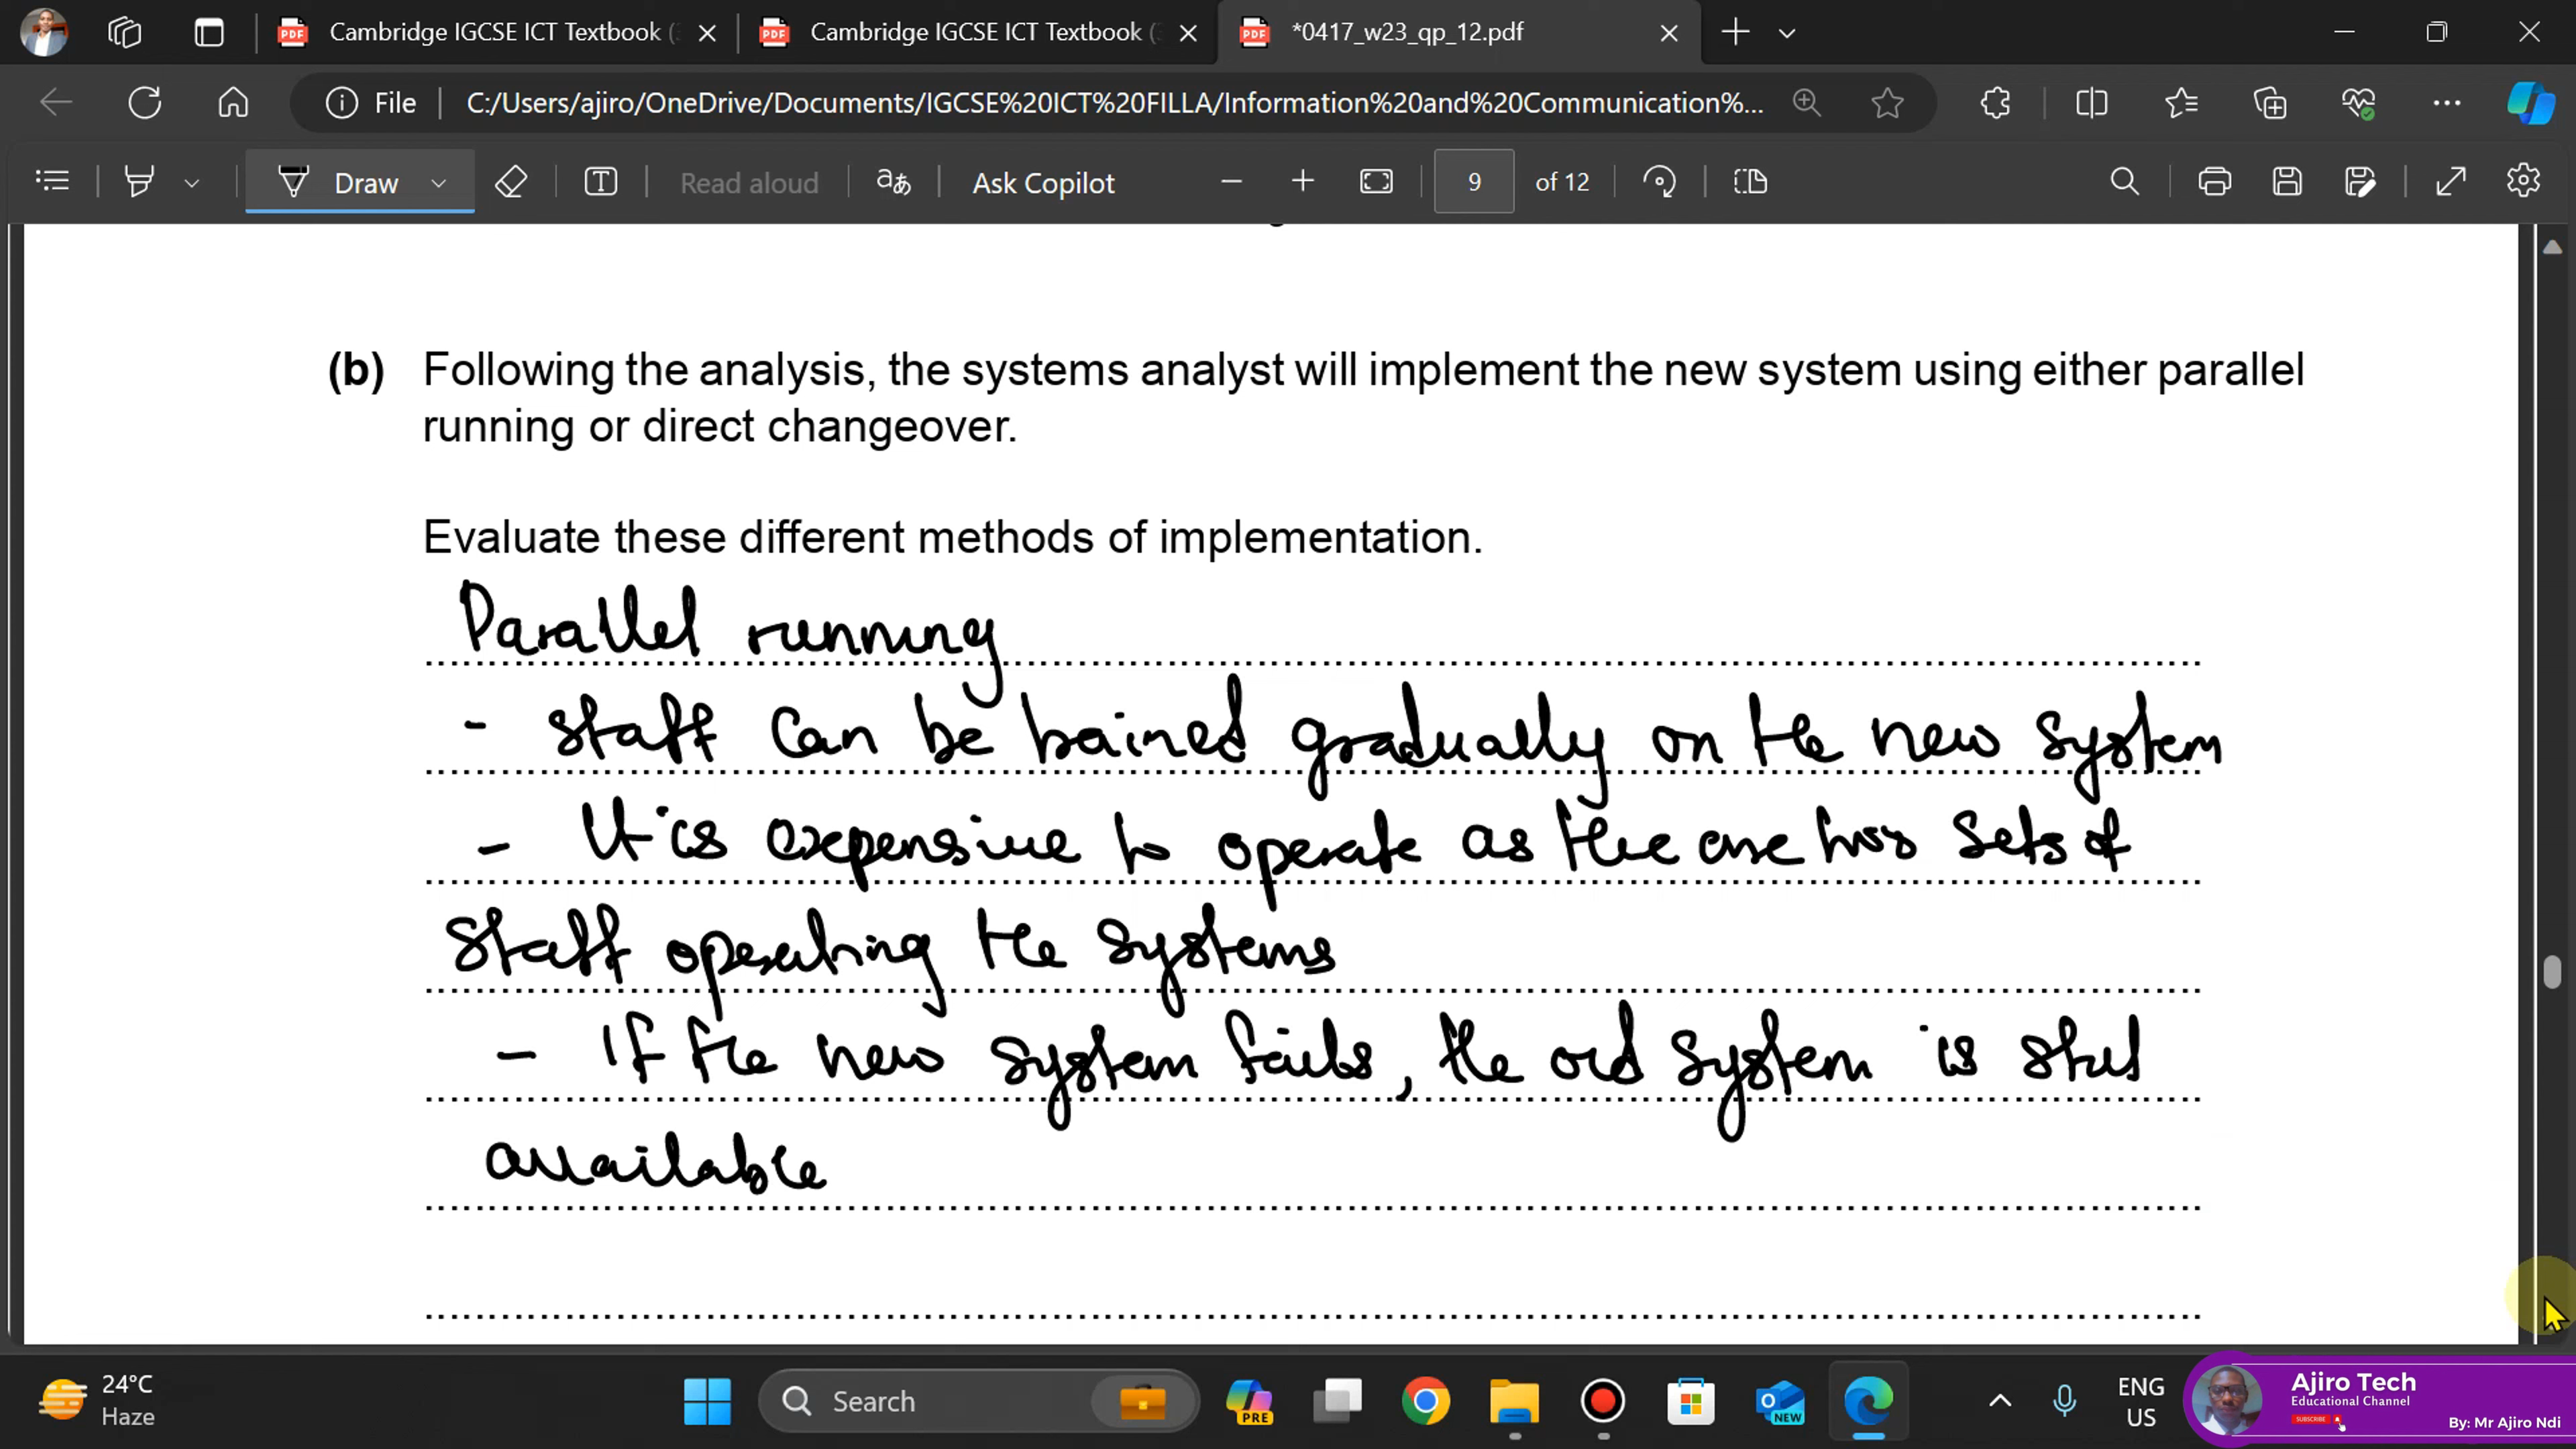 Cambridge IGCSE ICT Textbook (
Cambridge IGCSE ICT Textbook (
*0417_w23_qp_12.pdf
File
C:/Users/ajiro/OneDrive/Documents/IGCSE%20ICT%20FILLA/Information%20and%20Communication%...
Draw
Read aloud
Ask Copilot
9
of 12
(b) Following the analysis, the systems analyst will implement the new system using either parallel
running or direct changeover.
Evaluate these different methods of implementation.
Parallel running
- Staff can be trained gradually on the new system
- It is expensive to operate as there are two sets of
staff operating the systems
- If the new system fails, the old system is still
available
24°C
Haze
Search
PRE
NEW
ENG
US
Ajiro Tech
Educational Channel
SUBSCRIBE
By: Mr Ajiro Ndi